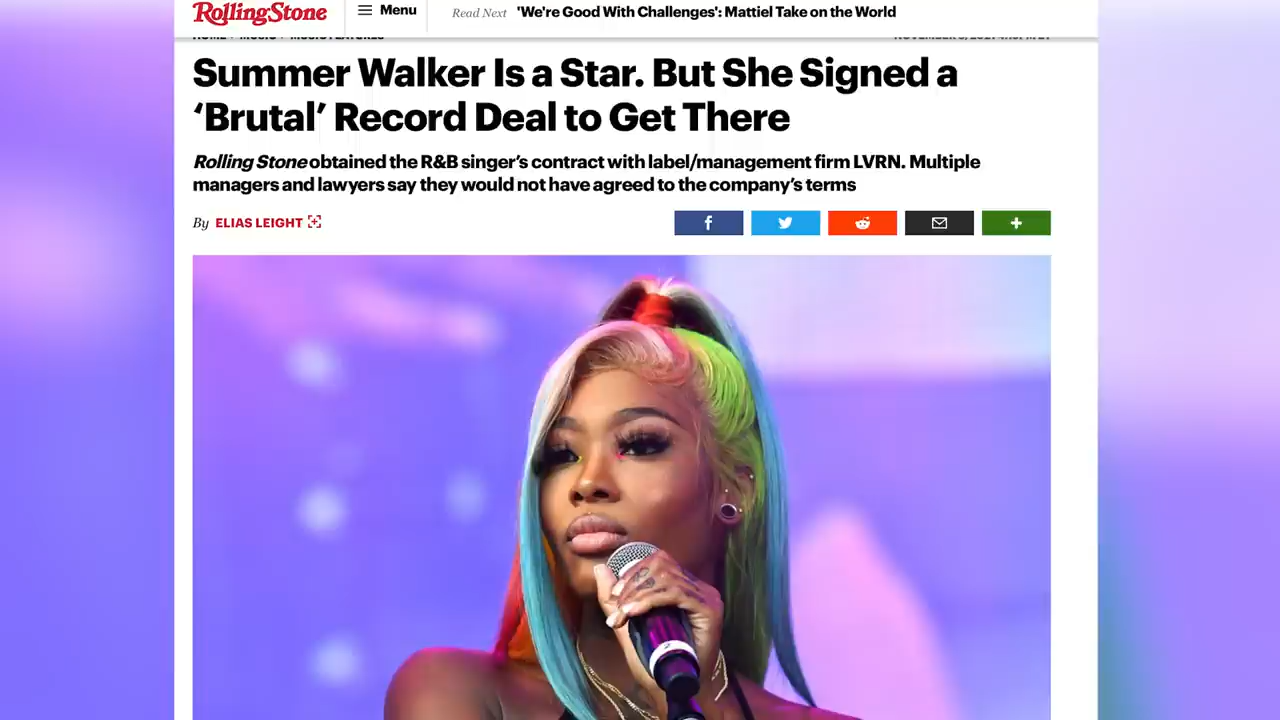 RollingStone
Menu
Read Next 'We're Good With Challenges': Mattiel Take on the World
Summer Walker Is a Star. But She Signed a
‘Brutal’ Record Deal to Get There
Rolling Stone obtained the R&B singer’s contract with label/management firm LVRN. Multiple
managers and lawyers say they would not have agreed to the company’s terms
By ELIAS LEIGHT